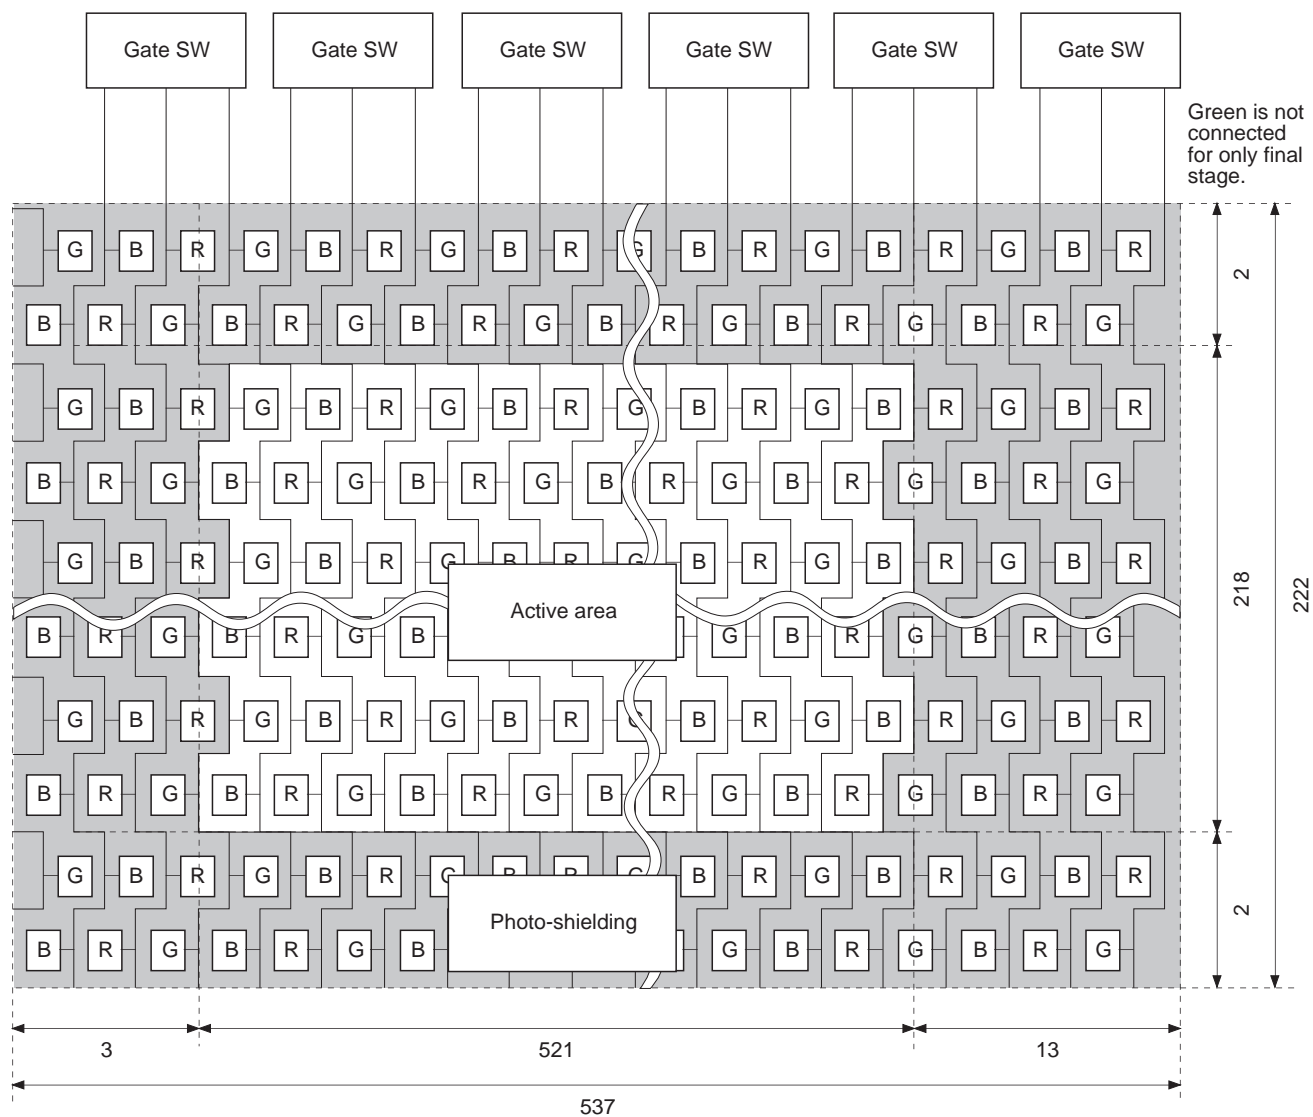 Gate SW Gate SW Gate SW Gate SW Gate SW Gate SW
Green is not
connected
for only final
stage.
G B R G B R G B R G B R G B R G B R
2
B R G B R G B R G B R G B R G B R G
G B R G B R G B R G B R G B R G B R
B R G B R G B R G B R G B R G B R G
G B R G B R G B R G B R G B R G B R
218
222
Active area
B R G B R G B G B R G B R G
G B R G B R G B R G B R G B R G B R
B R G B R G B R G B R G B R G B R G
G B R G B R G B R G B R G B R G B R
2
Photo-shielding
B R G B R G B G B R G B R G
3 521 13
537